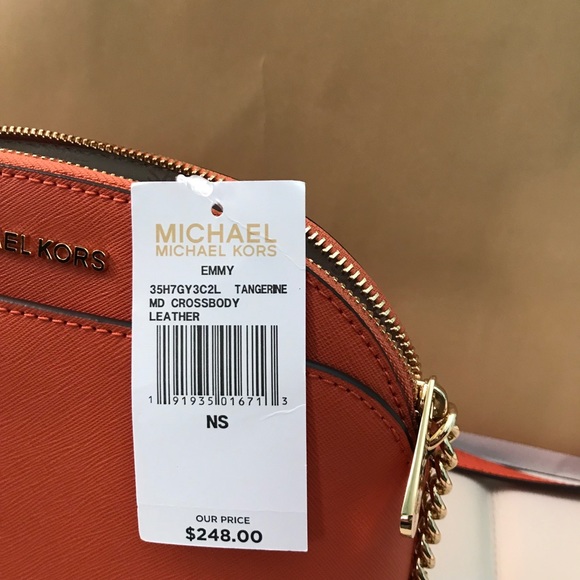 AEL KORS
MICHAEL
MICHAEL KORS
EMMY
35H7GY3C2L TANGERINE
MD CROSSBODY
LEATHER
1 91935 01671 3
NS
OUR PRICE
$248.00